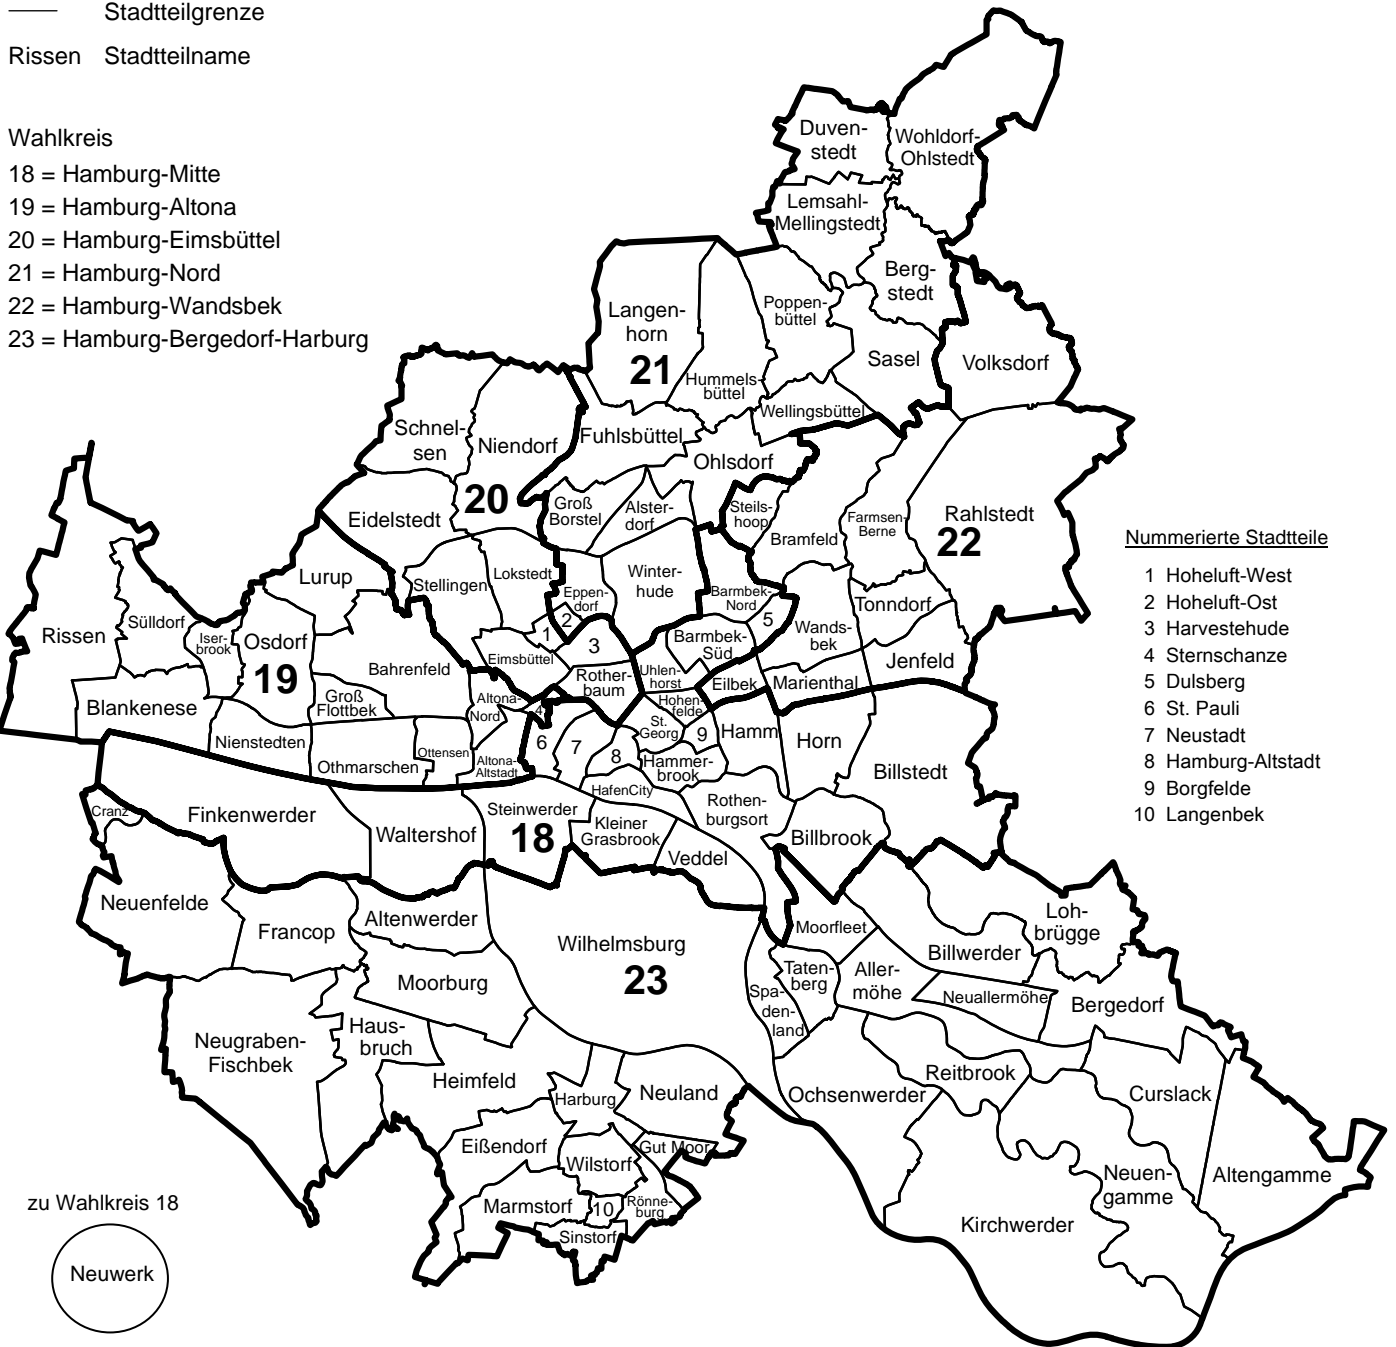 Stadtteilgrenze
Rissen Stadtteilname
Wahlkreis
18 = Hamburg-Mitte
19 = Hamburg-Altona
20 = Hamburg-Eimsbüttel
21 = Hamburg-Nord
22 = Hamburg-Wandsbek
23 = Hamburg-Bergedorf-Harburg
Duven-
stedt
Wohldorf-
Ohlstedt
Lemsahl-
Mellingstedt
Berg-
stedt
Poppen-
büttel
Langen-
horn
21
Hummels-
büttel
Sasel
Volksdorf
Wellingsbüttel
Schnel-
sen
Niendorf
20
Fuhlsbüttel
Ohlsdorf
Eidelstedt
Groß
Borstel
Alster-
dorf
Steils-
hoop
Bramfeld
Farmsen-
Berne
Rahlstedt
22
Lurup
Stellingen
Lokstedt
Eppen-
dorf
Winter-
hude
Barmbek-
Nord
5
Tonndorf
Rissen
Sülldorf
Iser-
brook
Osdorf
19
Bahrenfeld
Eimsbüttel
1
2
3
Barmbek-
Süd
Wands-
bek
Jenfeld
Blankenese
Groß
Flottbek
Rother-
baum
Uhlen-
horst
Eilbek
Marienthal
Altona-
Nord
4
Hohen-
felde
Nienstedten
Othmarschen
Ottensen
Altona-
Altstadt
6
7
8
St.
Georg
9
Hamm
Horn
Billstedt
Hammer-
brook
HafenCity
Cranz
Finkenwerder
Waltershof
Steinwerder
18
Kleiner
Grasbrook
Rothen-
burgsort
Billbrook
Veddel
Neuenfelde
Francop
Altenwerder
Moorburg
Wilhelmsburg
23
Moorfleet
Billwerder
Loh-
brügge
Spa-
den-
land
Taten-
berg
Aller-
möhe
Neuallermöhe
Bergedorf
Neugraben-
Fischbek
Haus-
bruch
Heimfeld
Harburg
Neuland
Ochsenwerder
Reitbrook
Curslack
Eißendorf
Wilstorf
Gut Moor
Marmstorf
10
Rönne-
burg
Sinstorf
Kirchwerder
Neuen-
gamme
Altengamme
Nummerierte Stadtteile
1 Hoheluft-West
2 Hoheluft-Ost
3 Harvestehude
4 Sternschanze
5 Dulsberg
6 St. Pauli
7 Neustadt
8 Hamburg-Altstadt
9 Borgfelde
10 Langenbek
zu Wahlkreis 18
Neuwerk